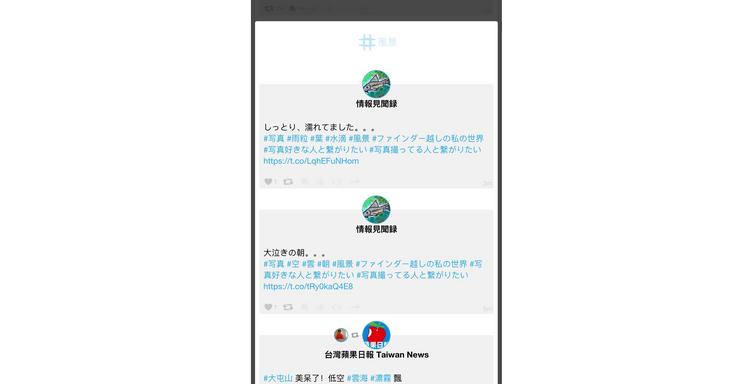 #風景
情報見聞録
しっとり、濡れてました。。。
#写真 #雨粒 #葉 #水滴 #風景 #ファインダー越しの私の世界
#写真好きな人と繋がりたい #写真撮ってる人と繋がりたい
https://t.co/LqhEFuNHom
3m
情報見聞録
大泣きの朝。。。
#写真 #空 #雲 #朝 #風景 #ファインダー越しの私の世界 #写
真好きな人と繋がりたい #写真撮ってる人と繋がりたい
https://t.co/tRy0kaQ4E8
台灣蘋果日報 Taiwan News
#大屯山 美呆了！低空 #雲海 #濃霧 飄